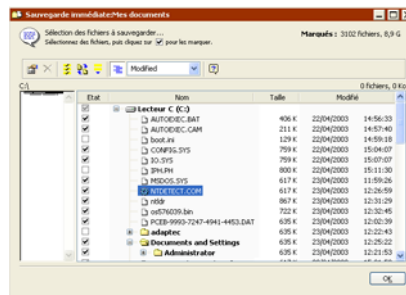 Sauvegarde immédiate:Mes documents
Sélection des fichiers à sauvegarder....
Sélectionnez des fichiers, puis cliquez sur pour les marquer.
Marqués : 3102 fichiers, 8,9 G
Modified
C:\ 0 fichiers, 0 Ko
Etat Nom Taille Modifié
Lecteur C (C:)
AUTOEXEC.BAT 406 K 22/04/2003 14:56:33
AUTOEXEC.CAM 211 K 22/04/2003 14:57:40
boot.ini 129 K 22/04/2003 14:59:18
CONFIG.SYS 759 K 22/04/2003 15:04:07
IO.SYS 759 K 22/04/2003 15:07:07
IPH.PH 800 K 22/04/2003 15:11:30
MSDOS.SYS 617 K 23/04/2003 11:59:26
NTDETECT.COM 617 K 23/04/2003 12:26:59
ntldr 867 K 23/04/2003 12:31:29
os576039.bin 722 K 23/04/2003 12:32:45
PCEB-9993-7247-4941-4453.DAT 635 K 23/04/2003 12:02:39
adaptec 635 K 23/04/2003 12:22:43
Documents and Settings 635 K 23/04/2003 12:25:22
Administrator 635 K 23/04/2003 12:21:53
OK